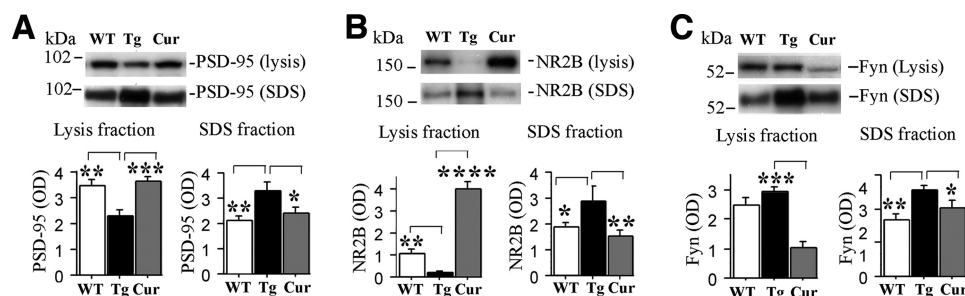 A
kDa WT Tg Cur
102 -PSD-95 (lysis)
102 -PSD-95 (SDS)
Lysis fraction SDS fraction
PSD-95 (OD)
4
3
2
1
0
** ***
WT Tg Cur
PSD-95 (OD)
4
3
2
1
0
** *
WT Tg Cur
B
kDa WT Tg Cur
150 -NR2B (lysis)
150 -NR2B (SDS)
Lysis fraction SDS fraction
NR2B (OD)
4
3
2
1
0
** ****
WT Tg Cur
NR2B (OD)
4
3
2
1
0
* **
WT Tg Cur
C
kDa WT Tg Cur
52 -Fyn (Lysis)
52 -Fyn (SDS)
Lysis fraction SDS fraction
Fyn (OD)
3
2
1
0
***
WT Tg Cur
Fyn (OD)
4
3
2
1
0
** *
WT Tg Cur